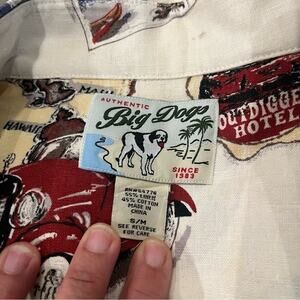 AUTHENTIC
Big Dogs
SINCE
1983
55% LINEN
45% COTTON
MADE IN
CHINA
S/M
SEE REVERSE
FOR CARE
MAUI
HAWAII
OUTDIGGER
HOTEL